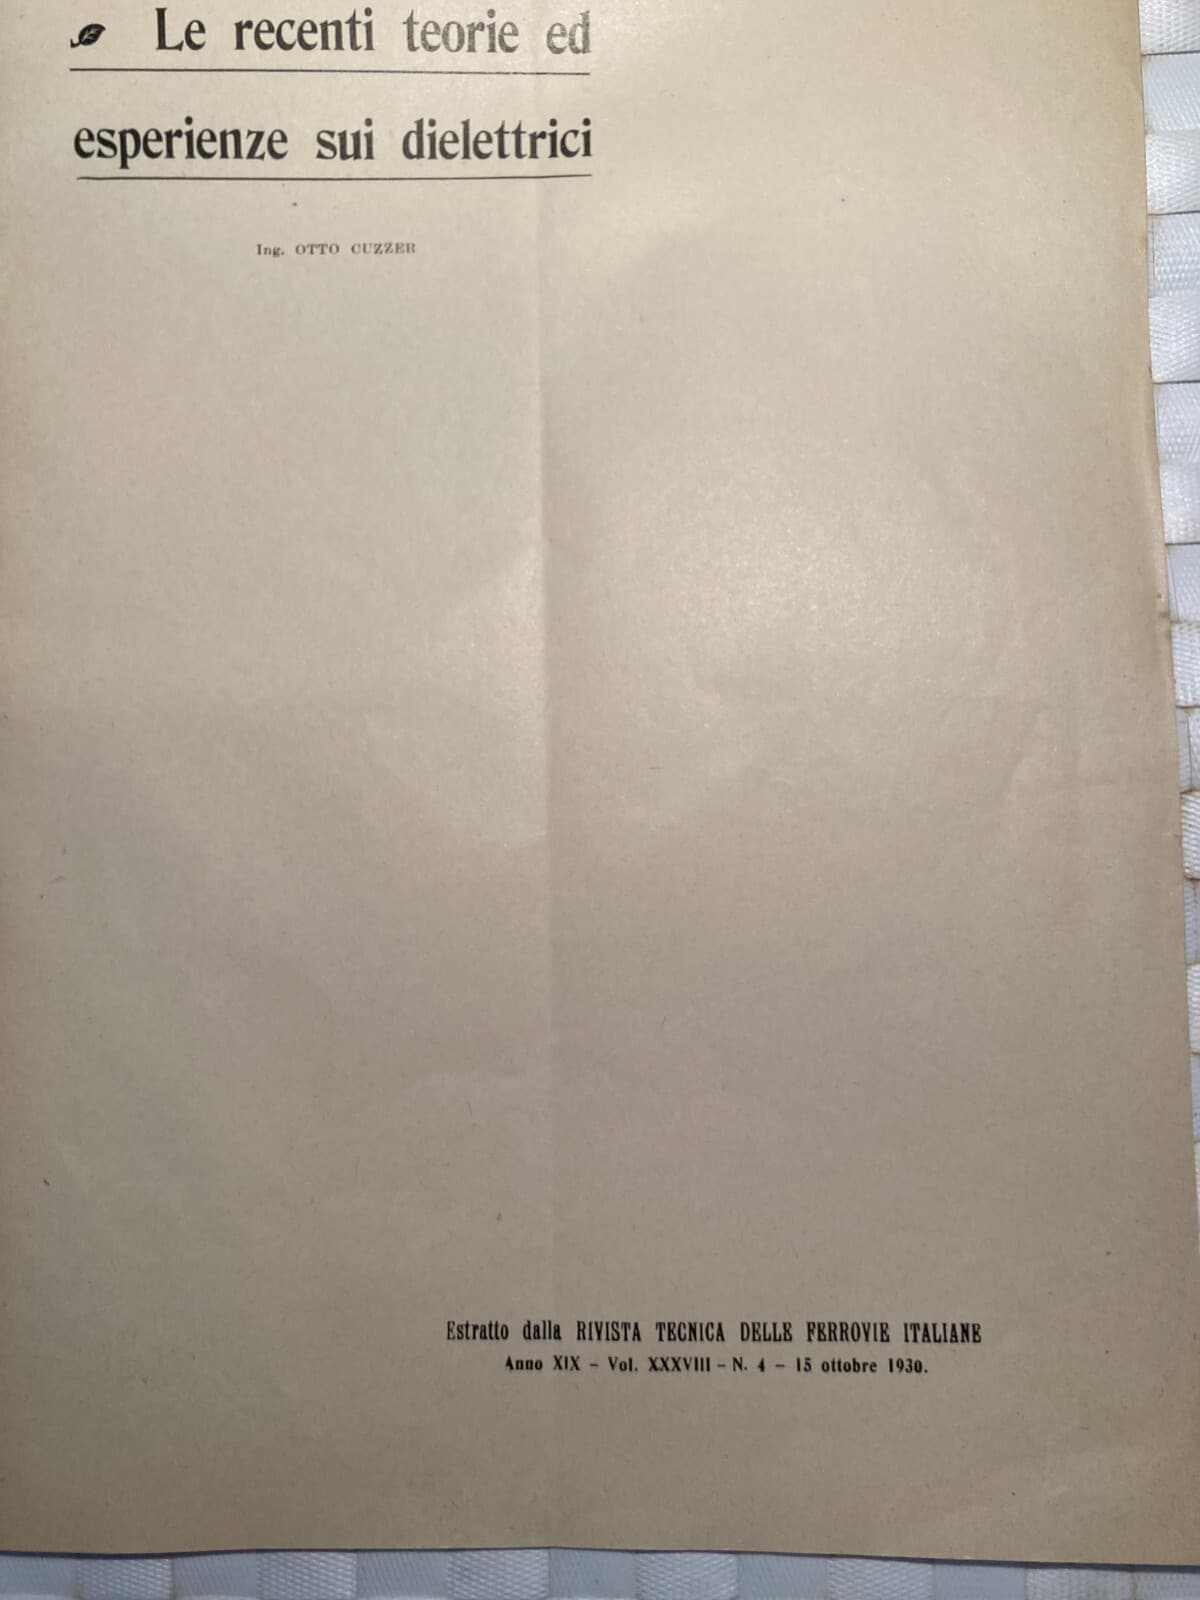 Le recenti teorie ed
esperienze sui dielettrici
Ing. OTTO CUZZER
Estratto dalla RIVISTA TECNICA DELLE FERROVIE ITALIANE
Anno XIX - Vol. XXXVIII - N. 4 - 15 ottobre 1930.